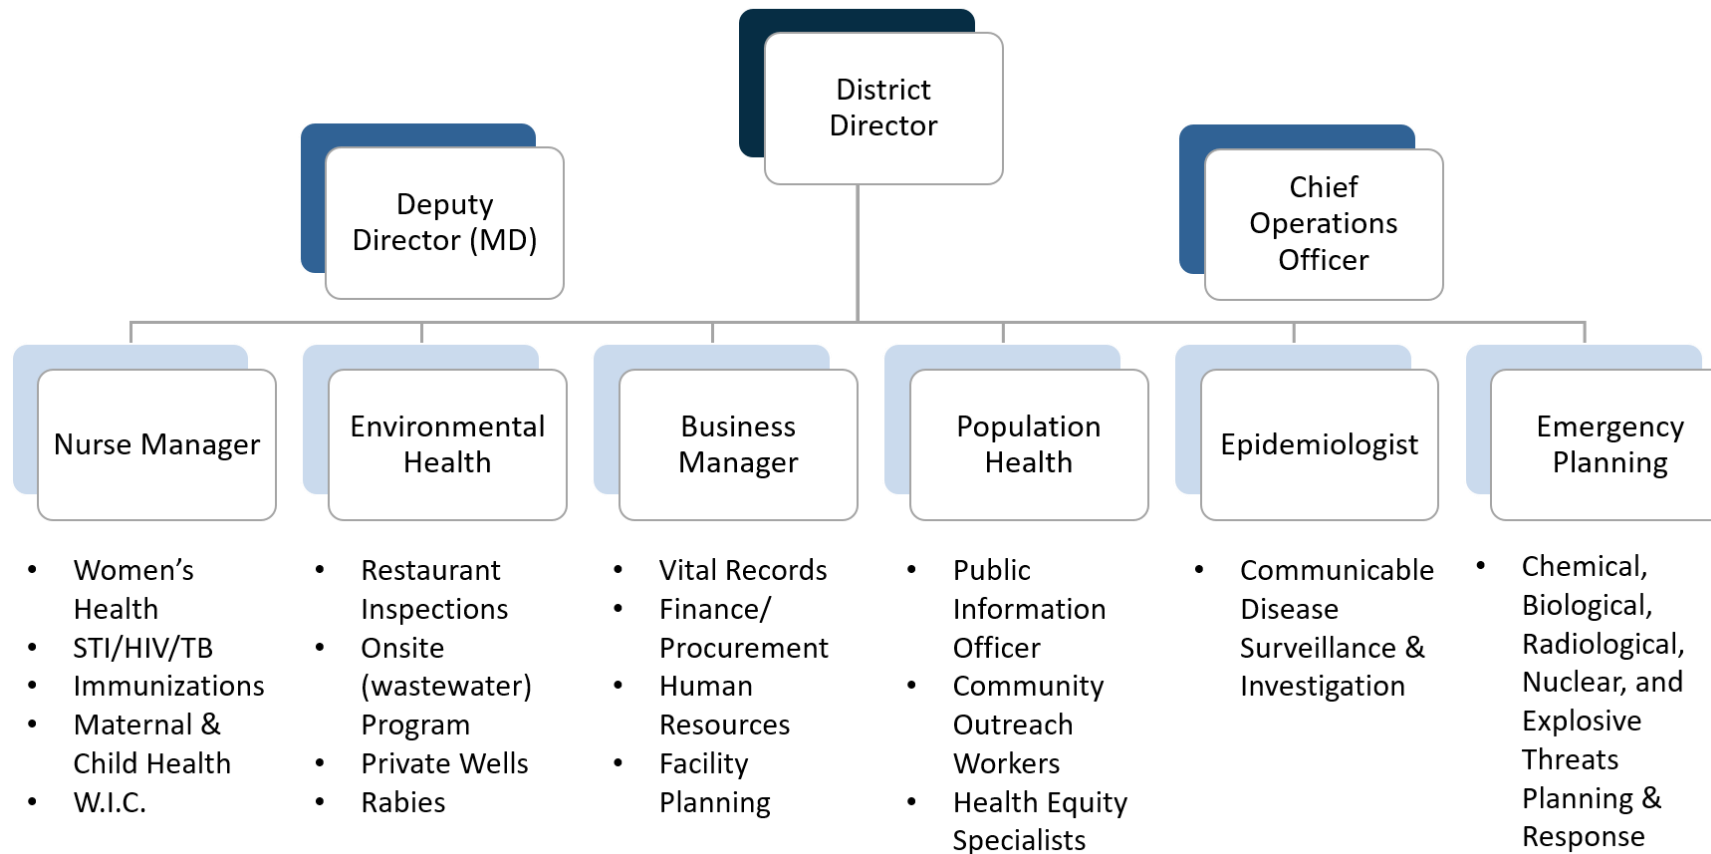 District
Director
Deputy
Director (MD)
Chief
Operations
Officer
Nurse Manager
Environmental
Health
Business
Manager
Population
Health
Epidemiologist
Emergency
Planning
• Women’s
Health
• STI/HIV/TB
• Immunizations
• Maternal &
Child Health
• W.I.C.
• Restaurant
Inspections
• Onsite
(wastewater)
Program
• Private Wells
• Rabies
• Vital Records
• Finance/
Procurement
• Human
Resources
• Facility
Planning
• Public
Information
Officer
• Community
Outreach
Workers
• Health Equity
Specialists
• Communicable
Disease
Surveillance &
Investigation
• Chemical,
Biological,
Radiological,
Nuclear, and
Explosive
Threats
Planning &
Response